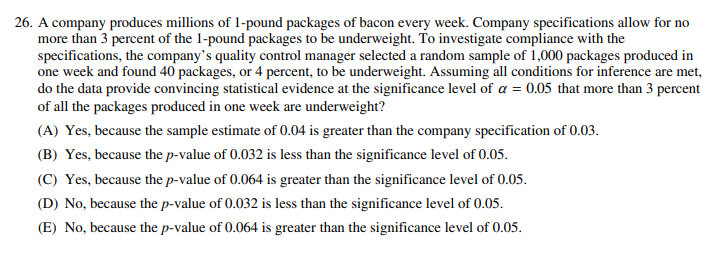 26. A company produces millions of 1-pound packages of bacon every week. Company specifications allow for no
more than 3 percent of the 1-pound packages to be underweight. To investigate compliance with the
specifications, the company's quality control manager selected a random sample of 1,000 packages produced in
one week and found 40 packages, or 4 percent, to be underweight. Assuming all conditions for inference are met,
do the data provide convincing statistical evidence at the significance level of α = 0.05 that more than 3 percent
of all the packages produced in one week are underweight?
(A) Yes, because the sample estimate of 0.04 is greater than the company specification of 0.03.
(B) Yes, because the p-value of 0.032 is less than the significance level of 0.05.
(C) Yes, because the p-value of 0.064 is greater than the significance level of 0.05.
(D) No, because the p-value of 0.032 is less than the significance level of 0.05.
(E) No, because the p-value of 0.064 is greater than the significance level of 0.05.